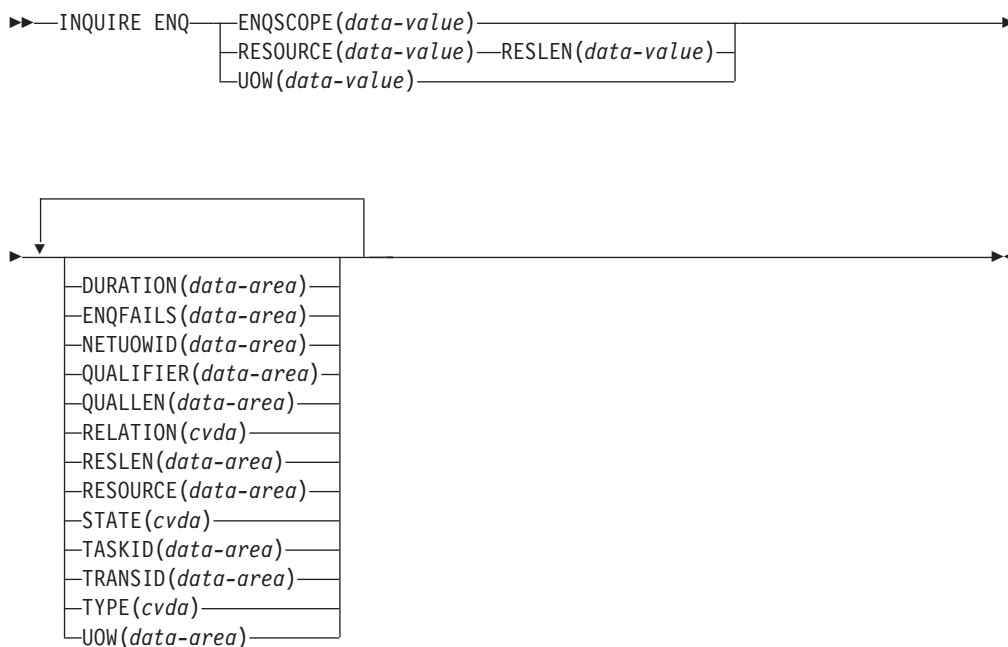 INQUIRE ENQ ENQSCOPE(data-value)
RESOURCE(data-value) RESLEN(data-value)
UOW(data-value)
DURATION(data-area)
ENQFAILS(data-area)
NETUOWID(data-area)
QUALIFIER(data-area)
QUALLEN(data-area)
RELATION(cvda)
RESLEN(data-area)
RESOURCE(data-area)
STATE(cvda)
TASKID(data-area)
TRANSID(data-area)
TYPE(cvda)
UOW(data-area)